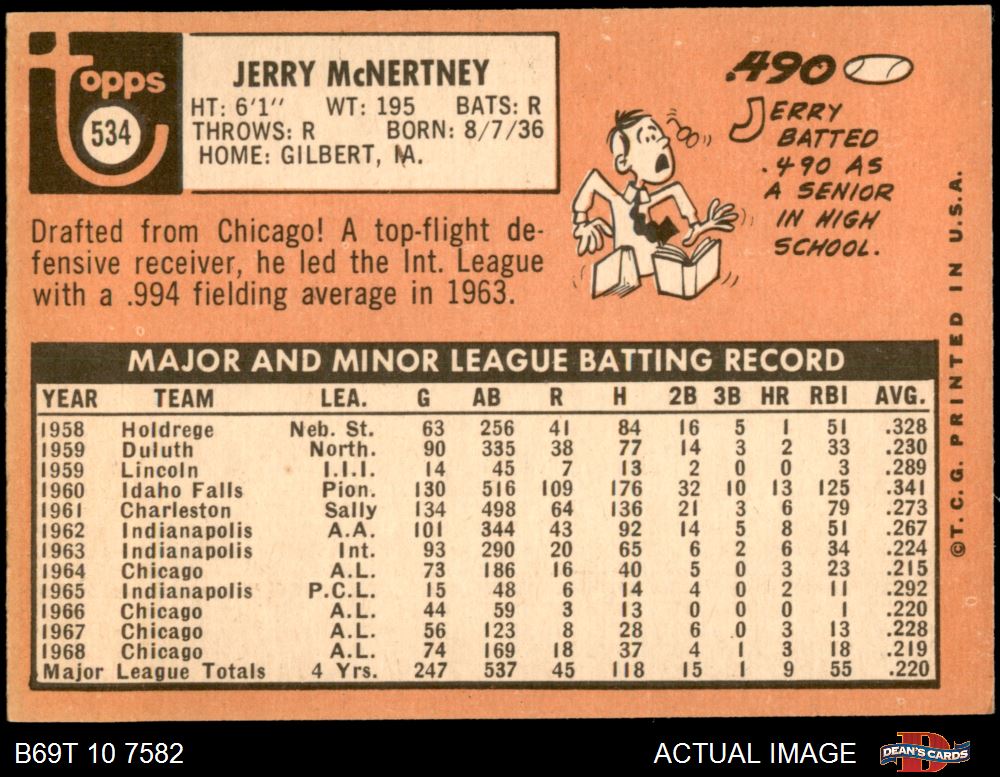 topps
534
JERRY McNERTNEY
HT: 6'1" WT: 195 BATS: R
THROWS: R BORN: 8/7/36
HOME: GILBERT, IA.
Drafted from Chicago! A top-flight de-
fensive receiver, he led the Int. League
with a .994 fielding average in 1963.
.490
JERRY
BATTED
.490 AS
A SENIOR
IN HIGH
SCHOOL.
©T.C.G. PRINTED IN U.S.A.
MAJOR AND MINOR LEAGUE BATTING RECORD
YEAR TEAM LEA. G AB R H 2B 3B HR RBI AVG.
1958 Holdrege Neb. St. 63 256 41 84 16 5 1 51 .328
1959 Duluth North. 90 335 38 77 14 3 2 33 .230
1959 Lincoln I.I.I. 14 45 7 13 2 0 0 3 .289
1960 Idaho Falls Pion. 130 516 109 176 32 10 13 125 .341
1961 Charleston Sally 134 498 64 136 21 3 6 79 .273
1962 Indianapolis A.A. 101 344 43 92 14 5 8 51 .267
1963 Indianapolis Int. 93 290 20 65 6 2 6 34 .224
1964 Chicago A.L. 73 186 16 40 5 0 3 23 .215
1965 Indianapolis P.C.L. 15 48 6 14 4 0 2 11 .292
1966 Chicago A.L. 44 59 3 13 0 0 0 1 .220
1967 Chicago A.L. 56 123 8 28 6 0 3 13 .228
1968 Chicago A.L. 74 169 18 37 4 1 3 18 .219
Major League Totals 4 Yrs. 247 537 45 118 15 1 9 55 .220
B69T 10 7582
ACTUAL IMAGE
DEAN'S CARDS